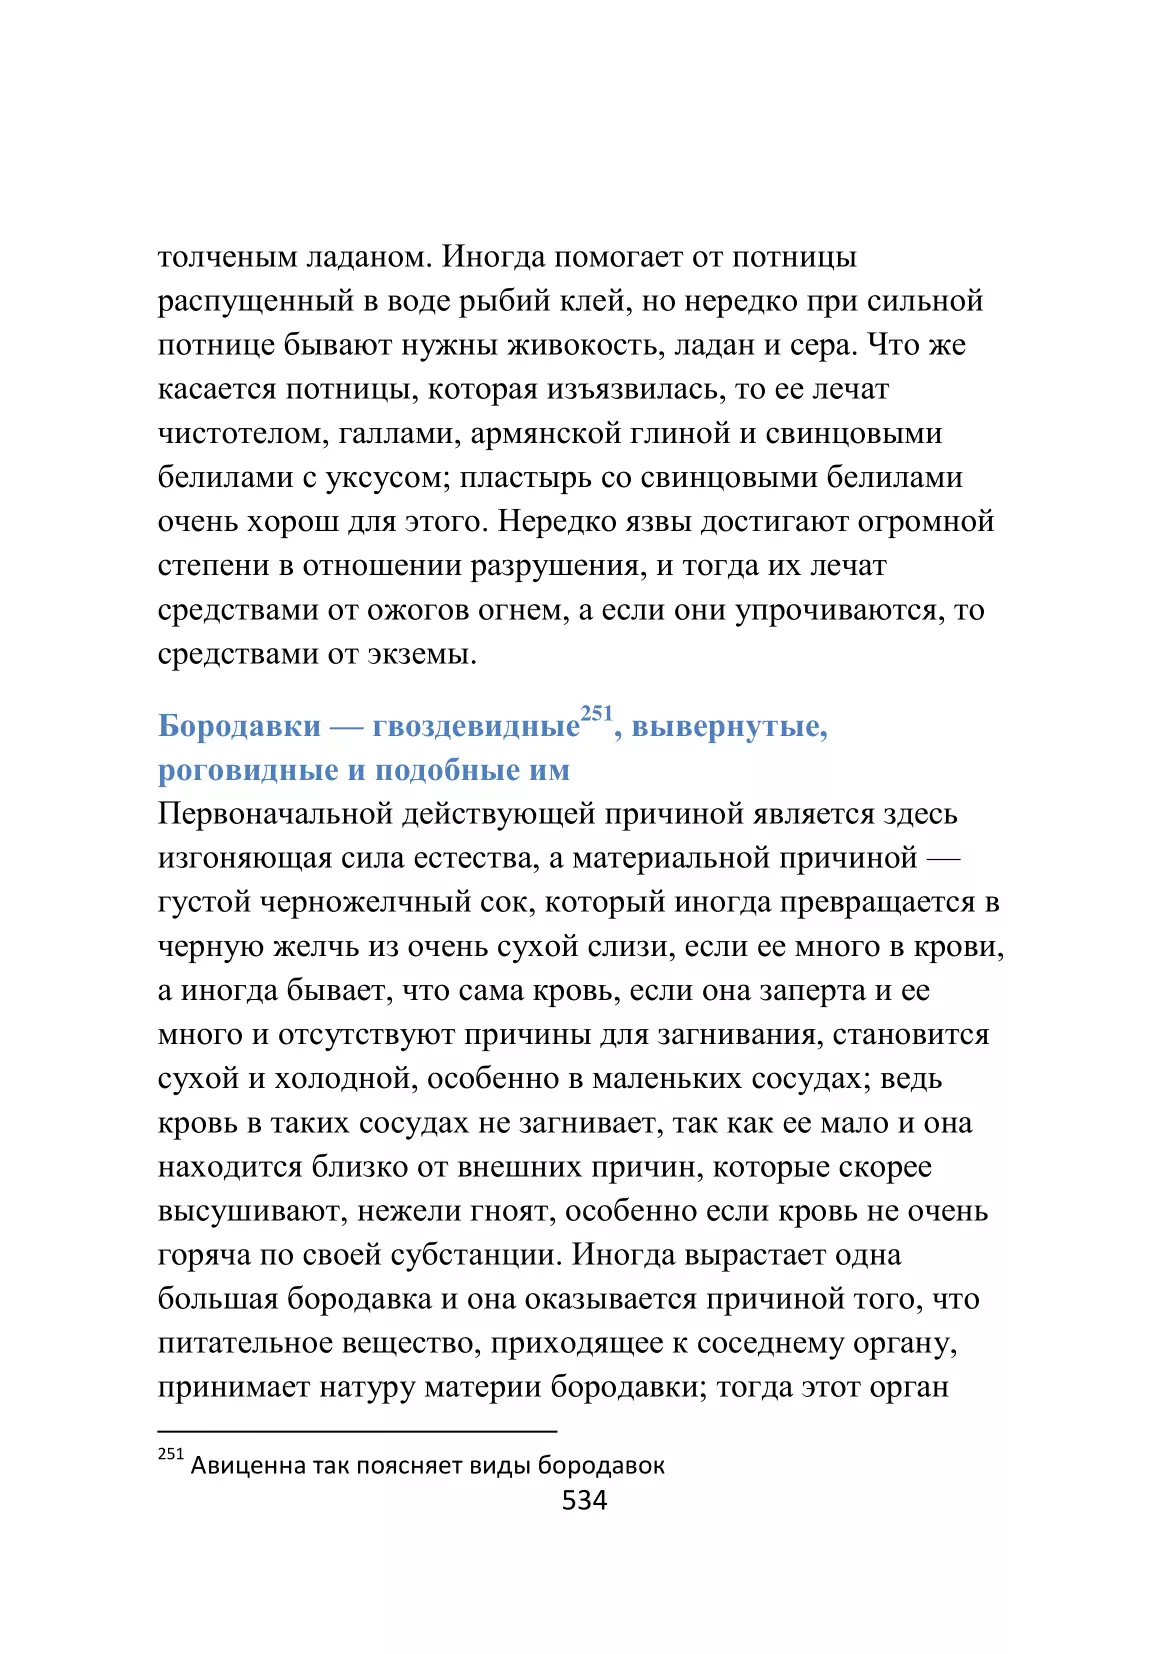 толченым ладаном. Иногда помогает от потницы
распущенный в воде рыбий клей, но нередко при сильной
потнице бывают нужны живокость, ладан и сера. Что же
касается потницы, которая изъязвилась, то ее лечат
чистотелом, галлами, армянской глиной и свинцовыми
белилами с уксусом; пластырь со свинцовыми белилами
очень хорош для этого. Нередко язвы достигают огромной
степени в отношении разрушения, и тогда их лечат
средствами от ожогов огнем, а если они упрочиваются, то
средствами от экземы.
Бородавки — гвоздевидные251, вывернутые,
роговидные и подобные им
Первоначальной действующей причиной является здесь
изгоняющая сила естества, а материальной причиной —
густой черножелчный сок, который иногда превращается в
черную желчь из очень сухой слизи, если ее много в крови,
а иногда бывает, что сама кровь, если она заперта и ее
много и отсутствуют причины для загнивания, становится
сухой и холодной, особенно в маленьких сосудах; ведь
кровь в таких сосудах не загнивает, так как ее мало и она
находится близко от внешних причин, которые скорее
высушивают, нежели гноят, особенно если кровь не очень
горяча по своей субстанции. Иногда вырастает одна
большая бородавка и она оказывается причиной того, что
питательное вещество, приходящее к соседнему органу,
принимает натуру материи бородавки; тогда этот орган
251 Авиценна так поясняет виды бородавок
534